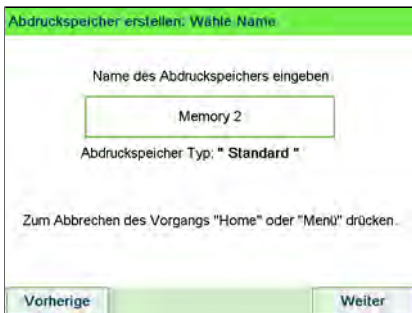 Abdruckspeicher erstellen: Wähle Name
Name des Abdruckspeichers eingeben
Memory 2
Abdruckspeicher Typ: " Standard "
Zum Abbrechen des Vorgangs "Home" oder "Menü" drücken.
Vorherige
Weiter